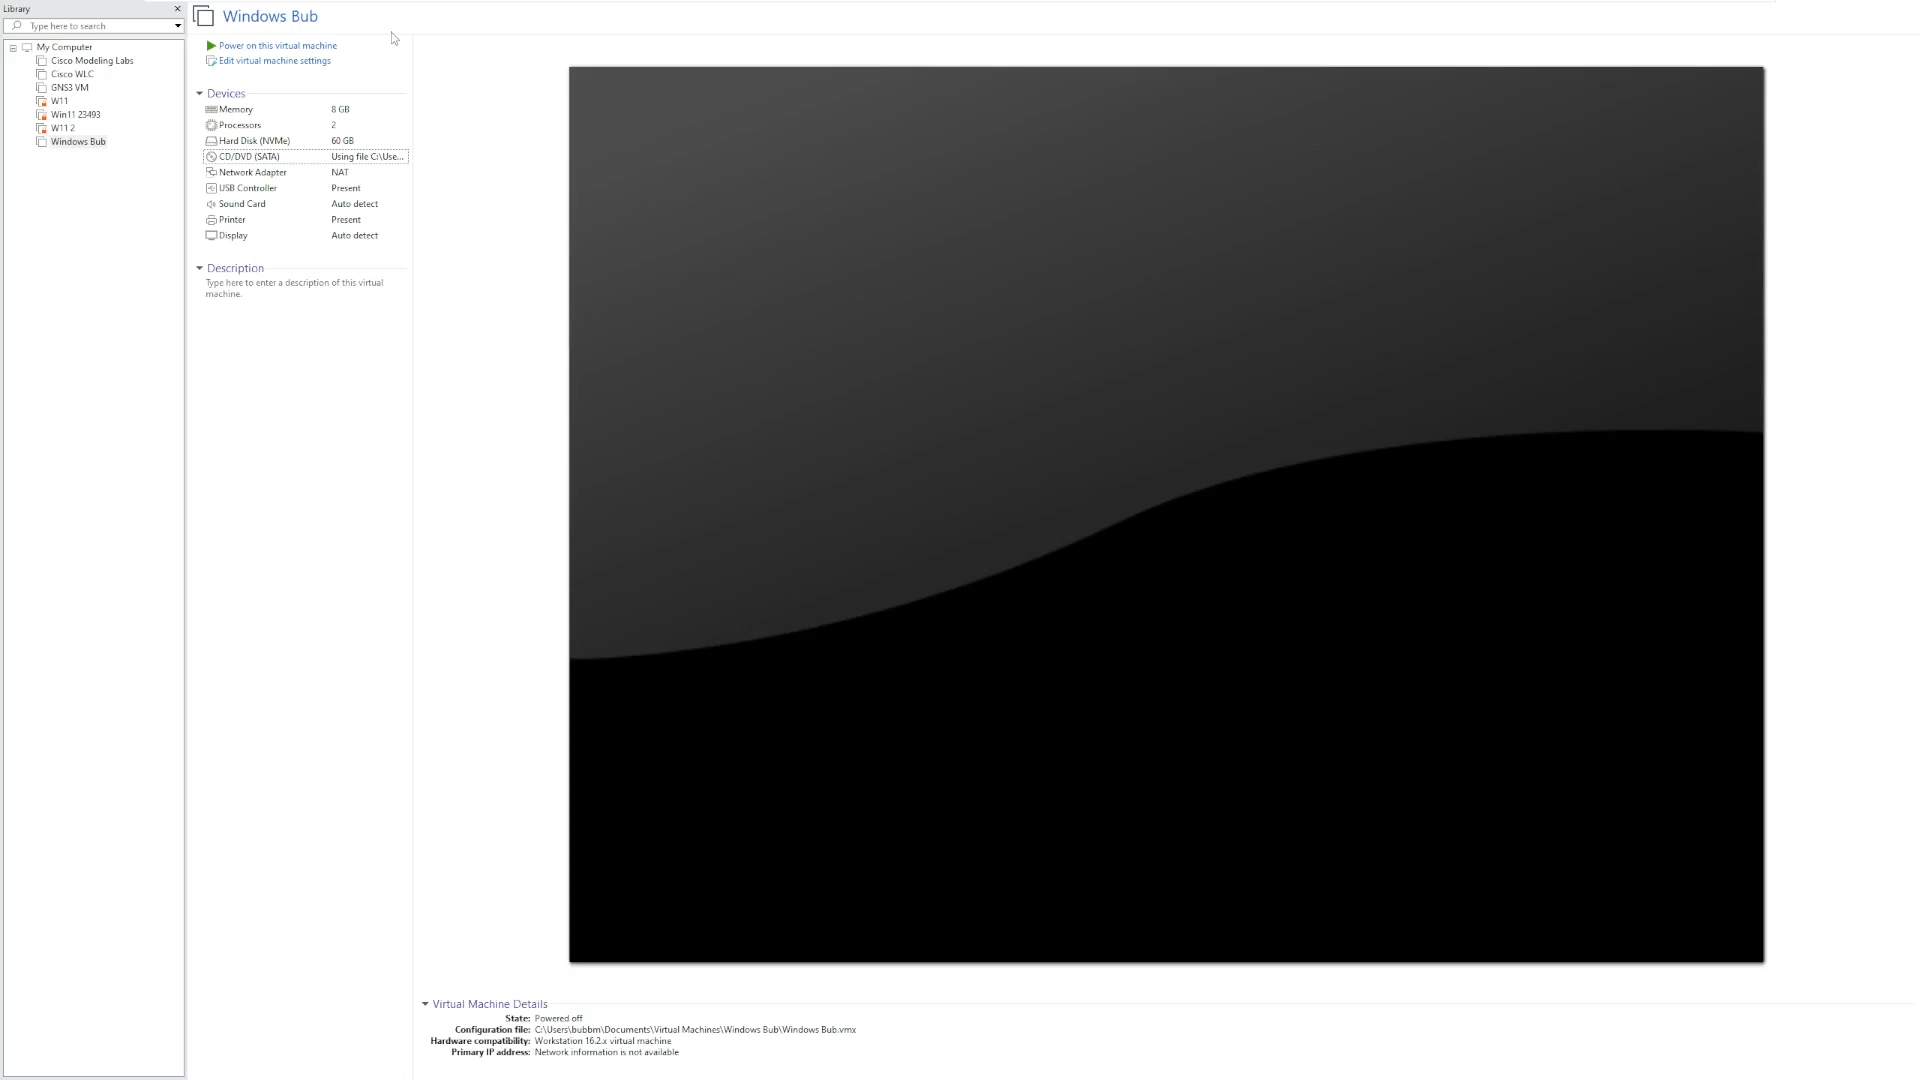 Library
Type here to search
My Computer
Cisco Modeling Labs
Cisco WLC
GNS3 VM
W11
Win11 23493
W11 2
Windows Bub
Windows Bub
Power on this virtual machine
Edit virtual machine settings
Devices
Memory 8 GB
Processors 2
Hard Disk (NVMe) 60 GB
CD/DVD (SATA) Using file C:\Use...
Network Adapter NAT
USB Controller Present
Sound Card Auto detect
Printer Present
Display Auto detect
Description
Type here to enter a description of this virtual
machine.
Virtual Machine Details
State: Powered off
Configuration file: C:\Users\bubbm\Documents\Virtual Machines\Windows Bub\Windows Bub.vmx
Hardware compatibility: Workstation 16.2.x virtual machine
Primary IP address: Network information is not available